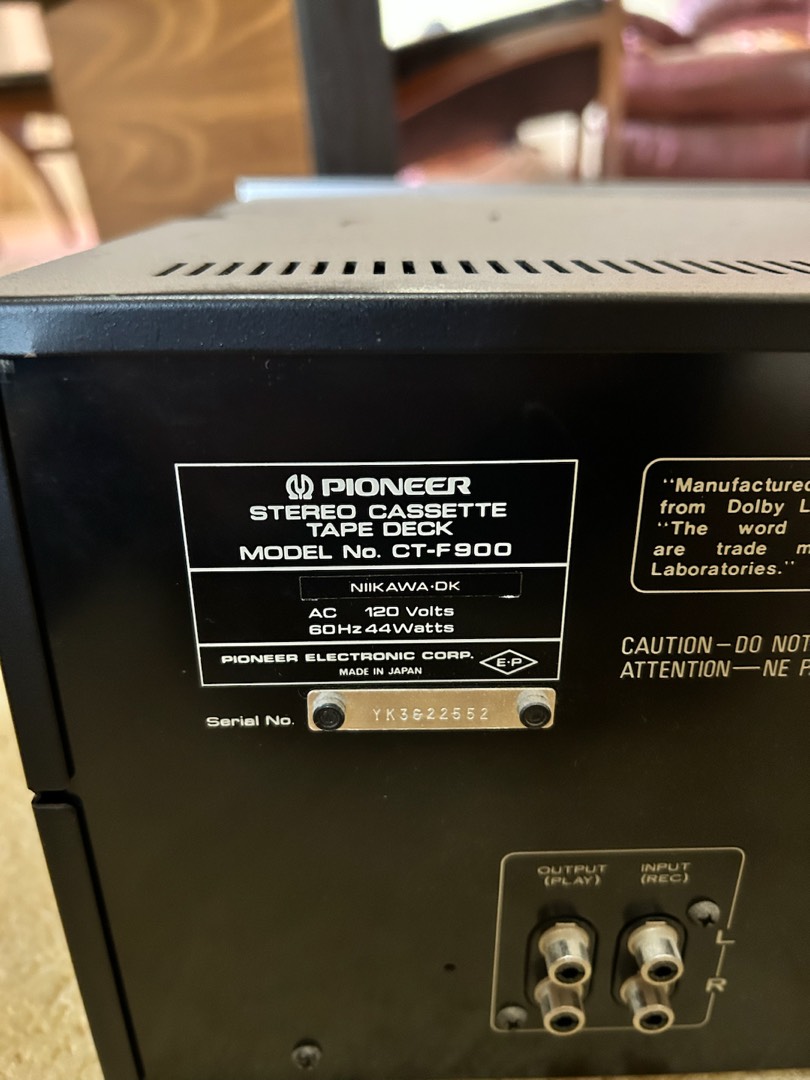 PIONEER
STEREO CASSETTE
TAPE DECK
MODEL No. CT-F900
NIIKAWA·DK
AC 120 Volts
60Hz 44Watts
PIONEER ELECTRONIC CORP.
MADE IN JAPAN
E·P
Serial No.
"Manufactured
from Dolby L
"The word
are trade m
Laboratories."
CAUTION–DO NOT
ATTENTION—NE
OUTPUT
(PLAY)
INPUT
(REC)
L
R